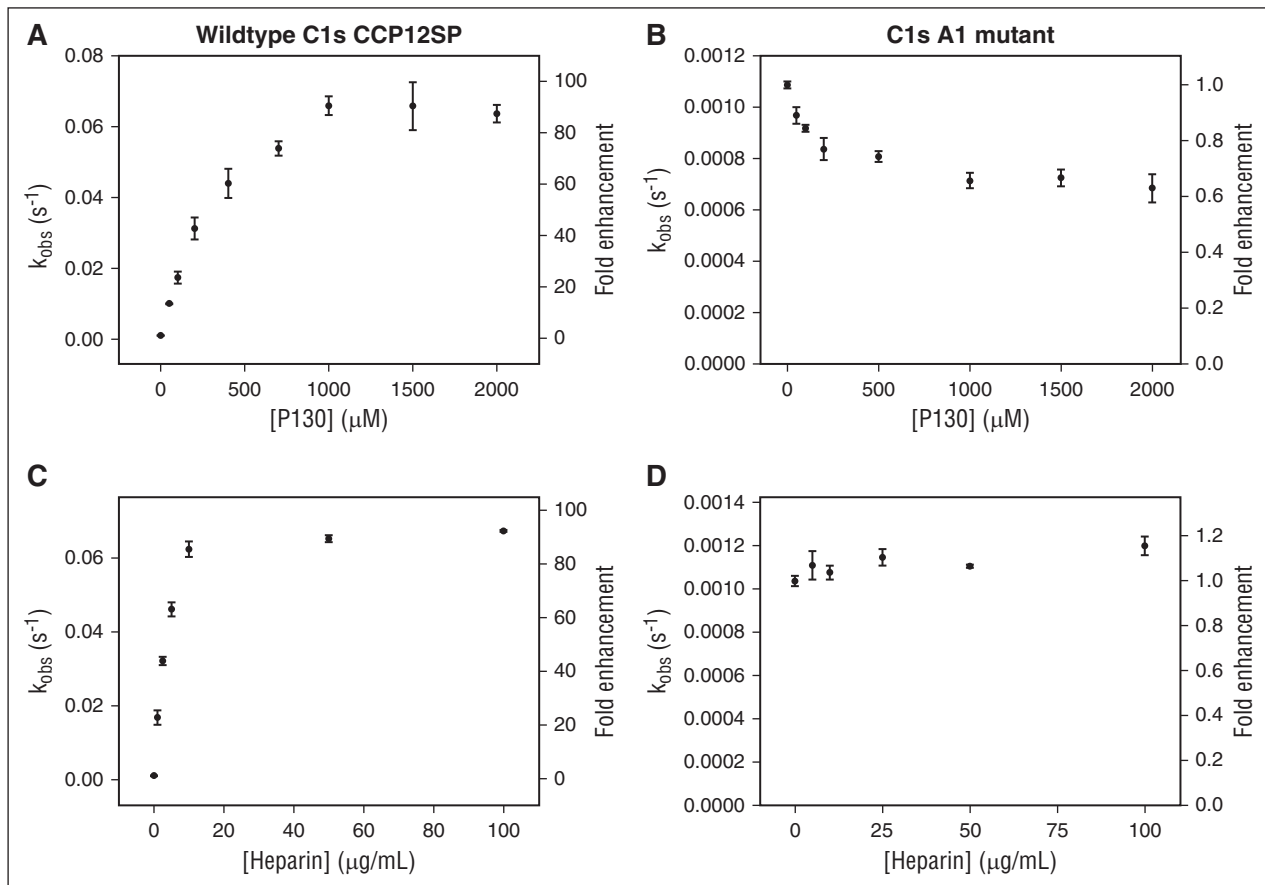 A
Wildtype C1s CCP12SP
0.08
0.06
0.04
0.02
0.00
k_obs (s⁻¹)
100
80
60
40
20
0
Fold enhancement
0 500 1000 1500 2000
[P130] (μM)
B
C1s A1 mutant
0.0012
0.0010
0.0008
0.0006
0.0004
0.0002
0.0000
k_obs (s⁻¹)
1.0
0.8
0.6
0.4
0.2
0.0
Fold enhancement
0 500 1000 1500 2000
[P130] (μM)
C
0.06
0.04
0.02
0.00
k_obs (s⁻¹)
100
80
60
40
20
0
Fold enhancement
0 20 40 60 80 100
[Heparin] (μg/mL)
D
0.0014
0.0012
0.0010
0.0008
0.0006
0.0004
0.0002
0.0000
k_obs (s⁻¹)
1.2
1.0
0.8
0.6
0.4
0.2
0.0
Fold enhancement
0 25 50 75 100
[Heparin] (μg/mL)